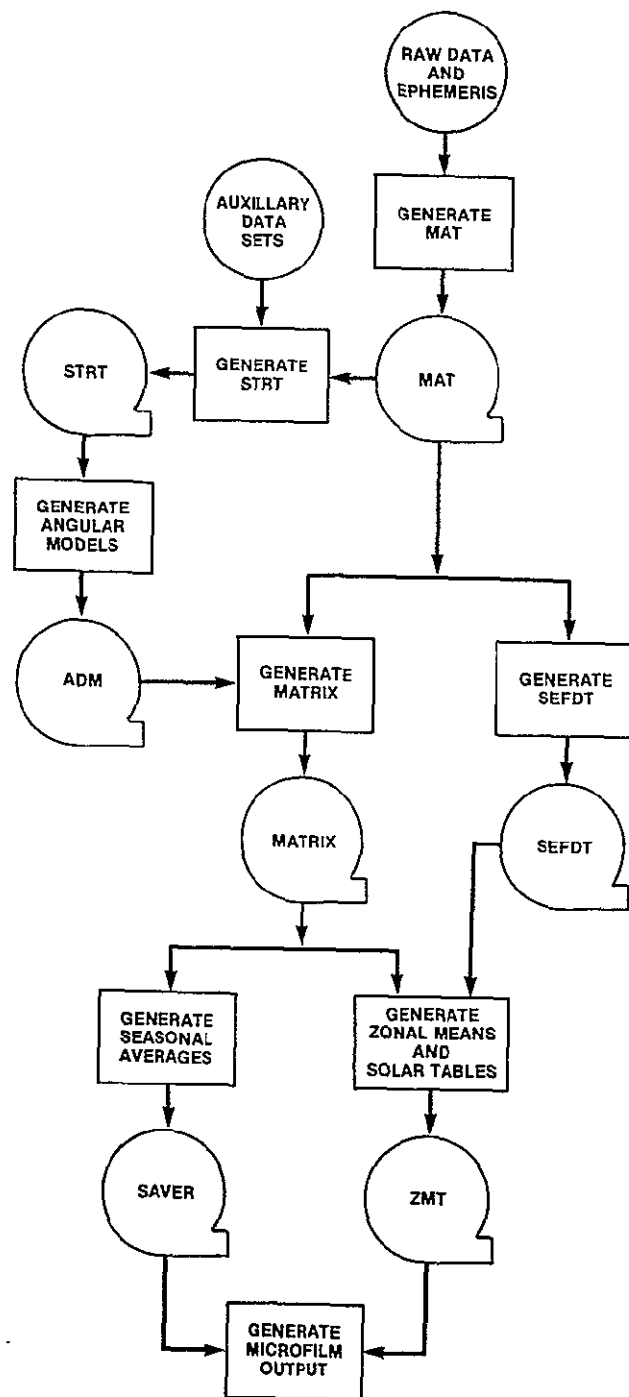 RAW DATA
AND
EPHEMERIS
GENERATE
MAT
AUXILLARY
DATA
SETS
GENERATE
STRT
STRT
MAT
GENERATE
ANGULAR
MODELS
ADM
GENERATE
MATRIX
GENERATE
SEFDT
MATRIX
SEFDT
GENERATE
SEASONAL
AVERAGES
GENERATE
ZONAL MEANS
AND
SOLAR TABLES
SAVER
ZMT
GENERATE
MICROFILM
OUTPUT